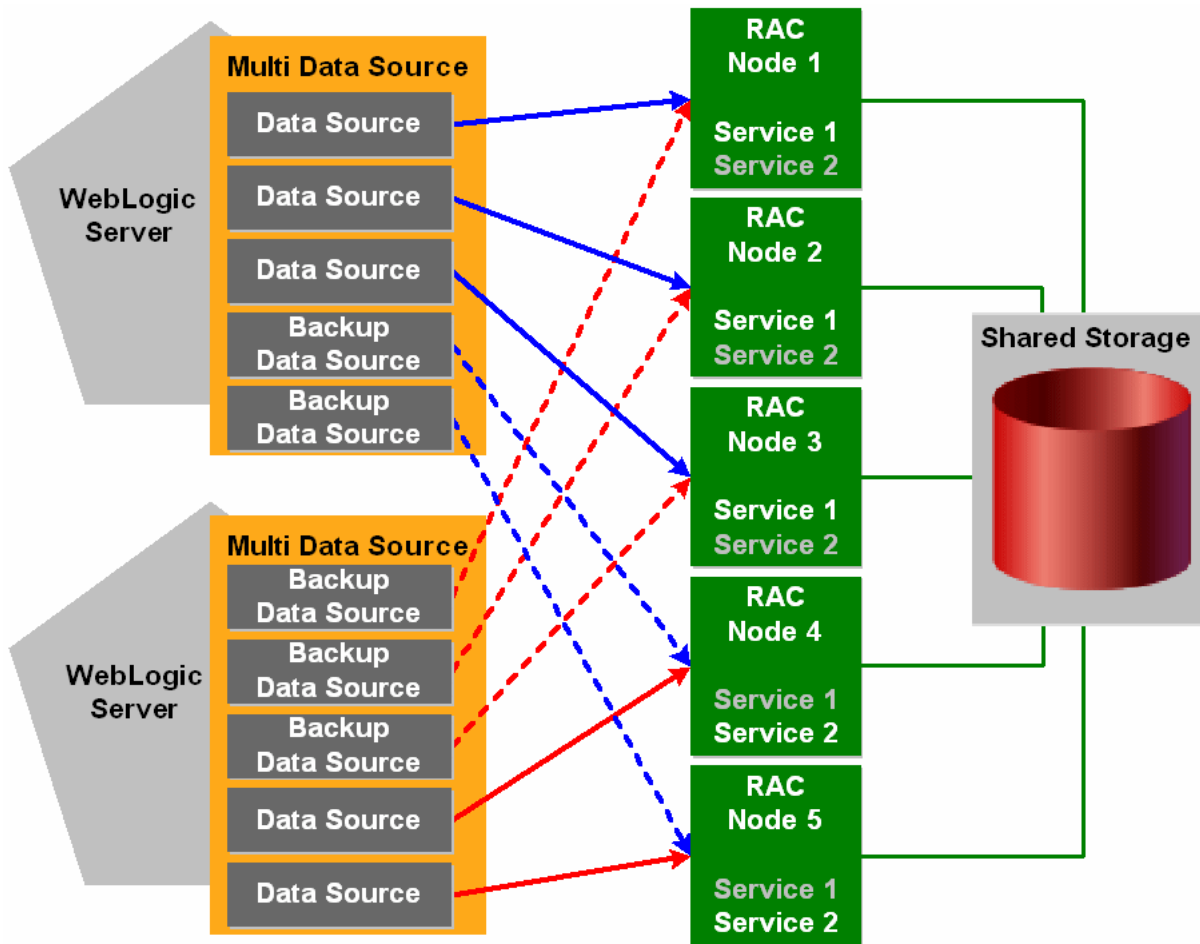 WebLogic
Server
Multi Data Source
Data Source
Data Source
Data Source
Backup
Data Source
Backup
Data Source
WebLogic
Server
Multi Data Source
Backup
Data Source
Backup
Data Source
Backup
Data Source
Data Source
Data Source
RAC
Node 1
Service 1
Service 2
RAC
Node 2
Service 1
Service 2
RAC
Node 3
Service 1
Service 2
RAC
Node 4
Service 1
Service 2
RAC
Node 5
Service 1
Service 2
Shared Storage